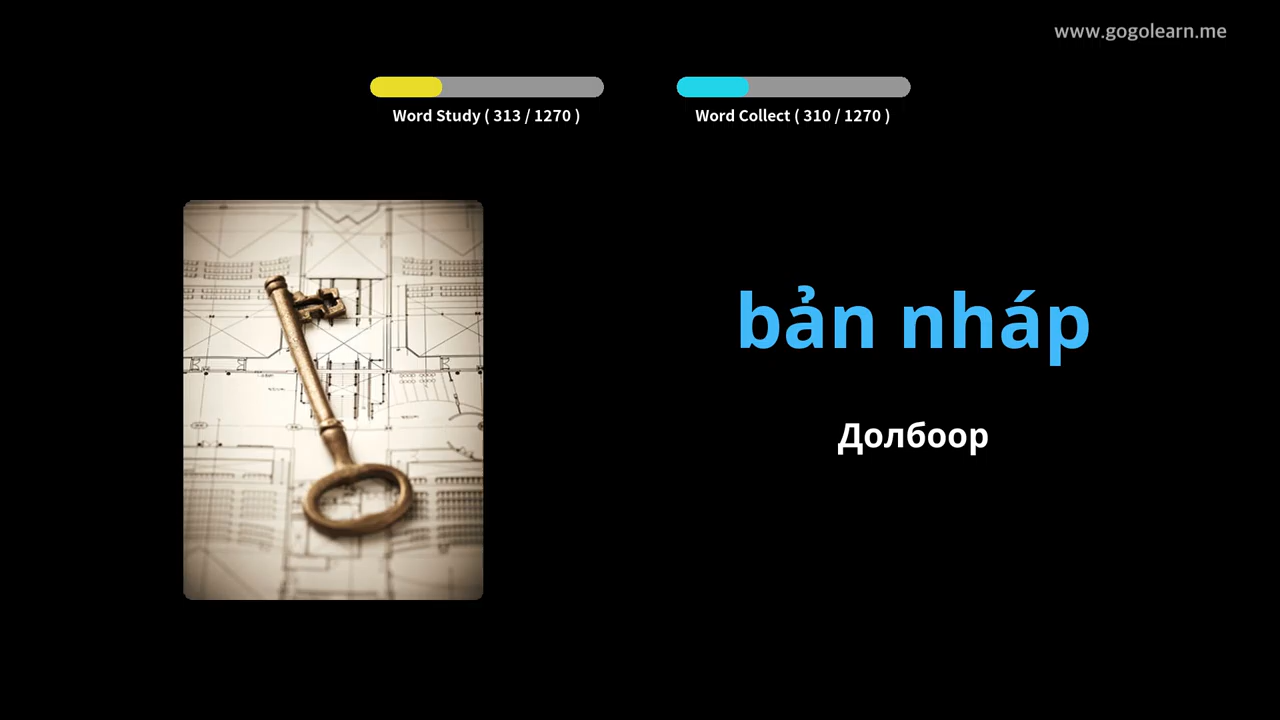 www.gogolearn.me
Word Study ( 313 / 1270 )
Word Collect ( 310 / 1270 )
bản nháp
Долбоор